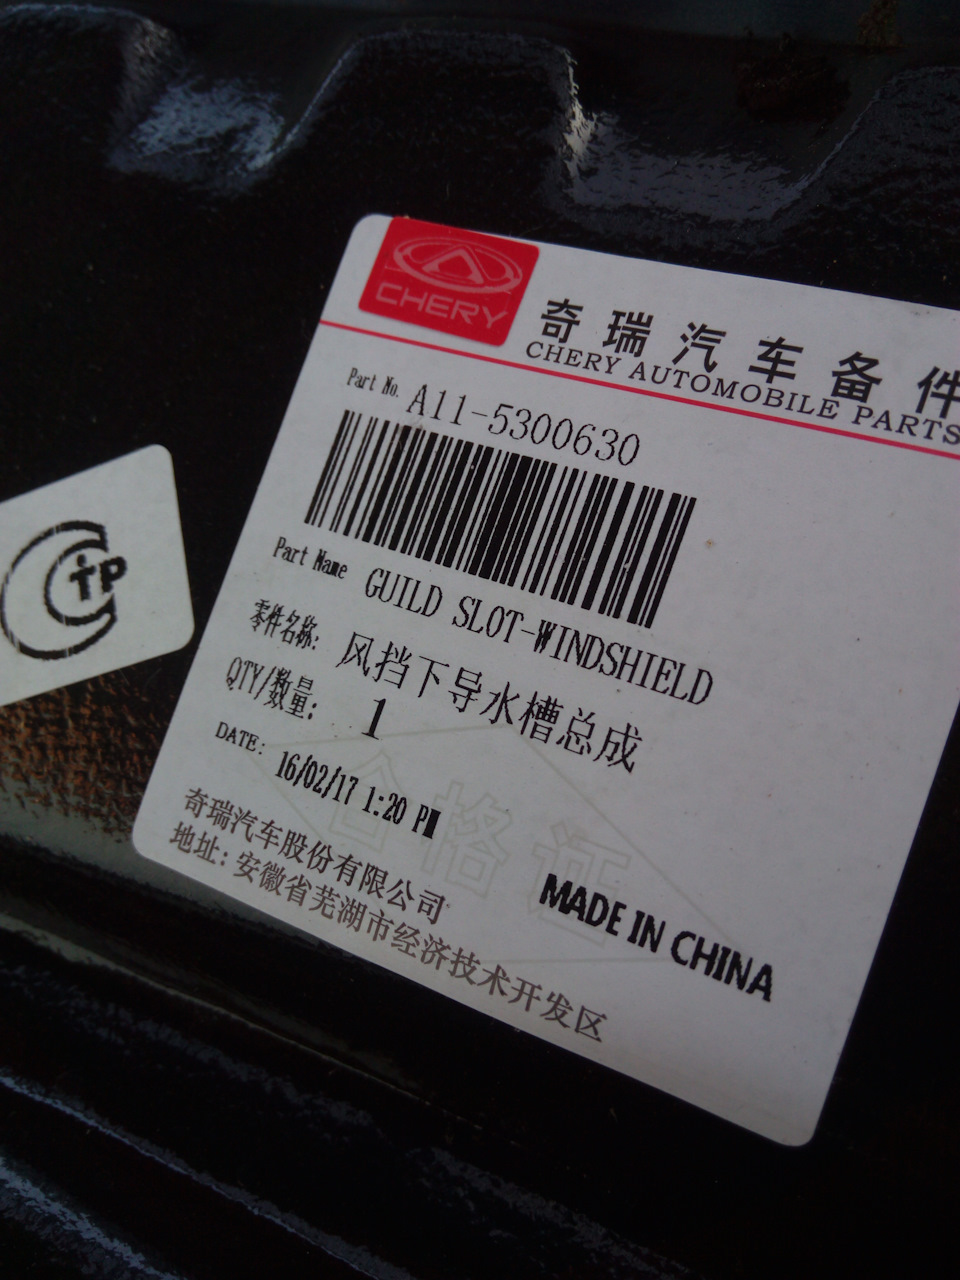 CHERY
奇瑞汽车备件
CHERY AUTOMOBILE PARTS
Part No. A11-5300630
Part Name GUILD SLOT-WINDSHIELD
零件名称: 风挡下导水槽总成
QTY/数量: 1
DATE: 16/02/17 1:20 PM
合格证
奇瑞汽车股份有限公司
地址: 安徽省芜湖市经济技术开发区
MADE IN CHINA